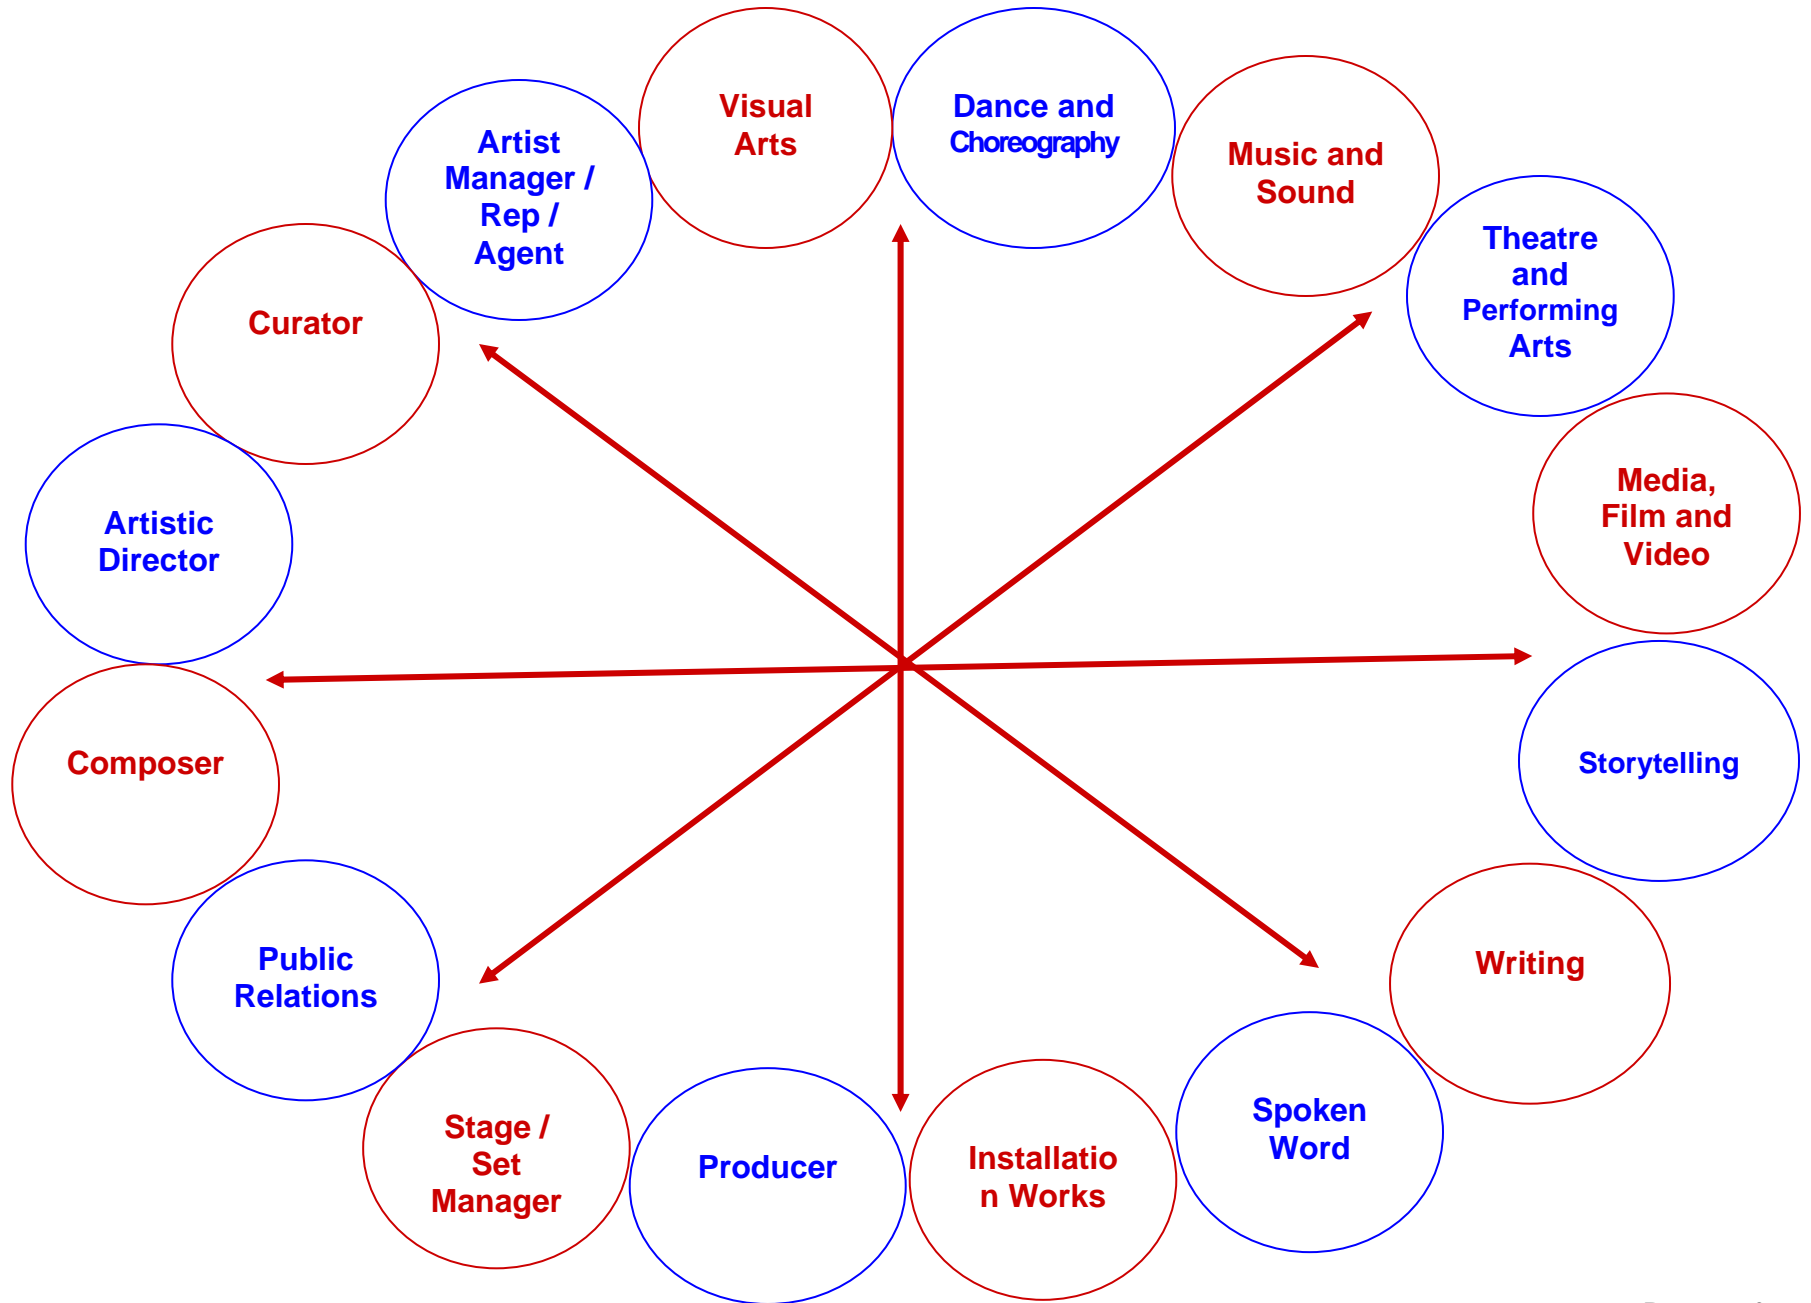 Visual
Arts
Dance and
Choreography
Music and
Sound
Theatre
and
Performing
Arts
Media,
Film and
Video
Storytelling
Writing
Spoken
Word
Installatio
n Works
Producer
Stage /
Set
Manager
Public
Relations
Composer
Artistic
Director
Curator
Artist
Manager /
Rep /
Agent